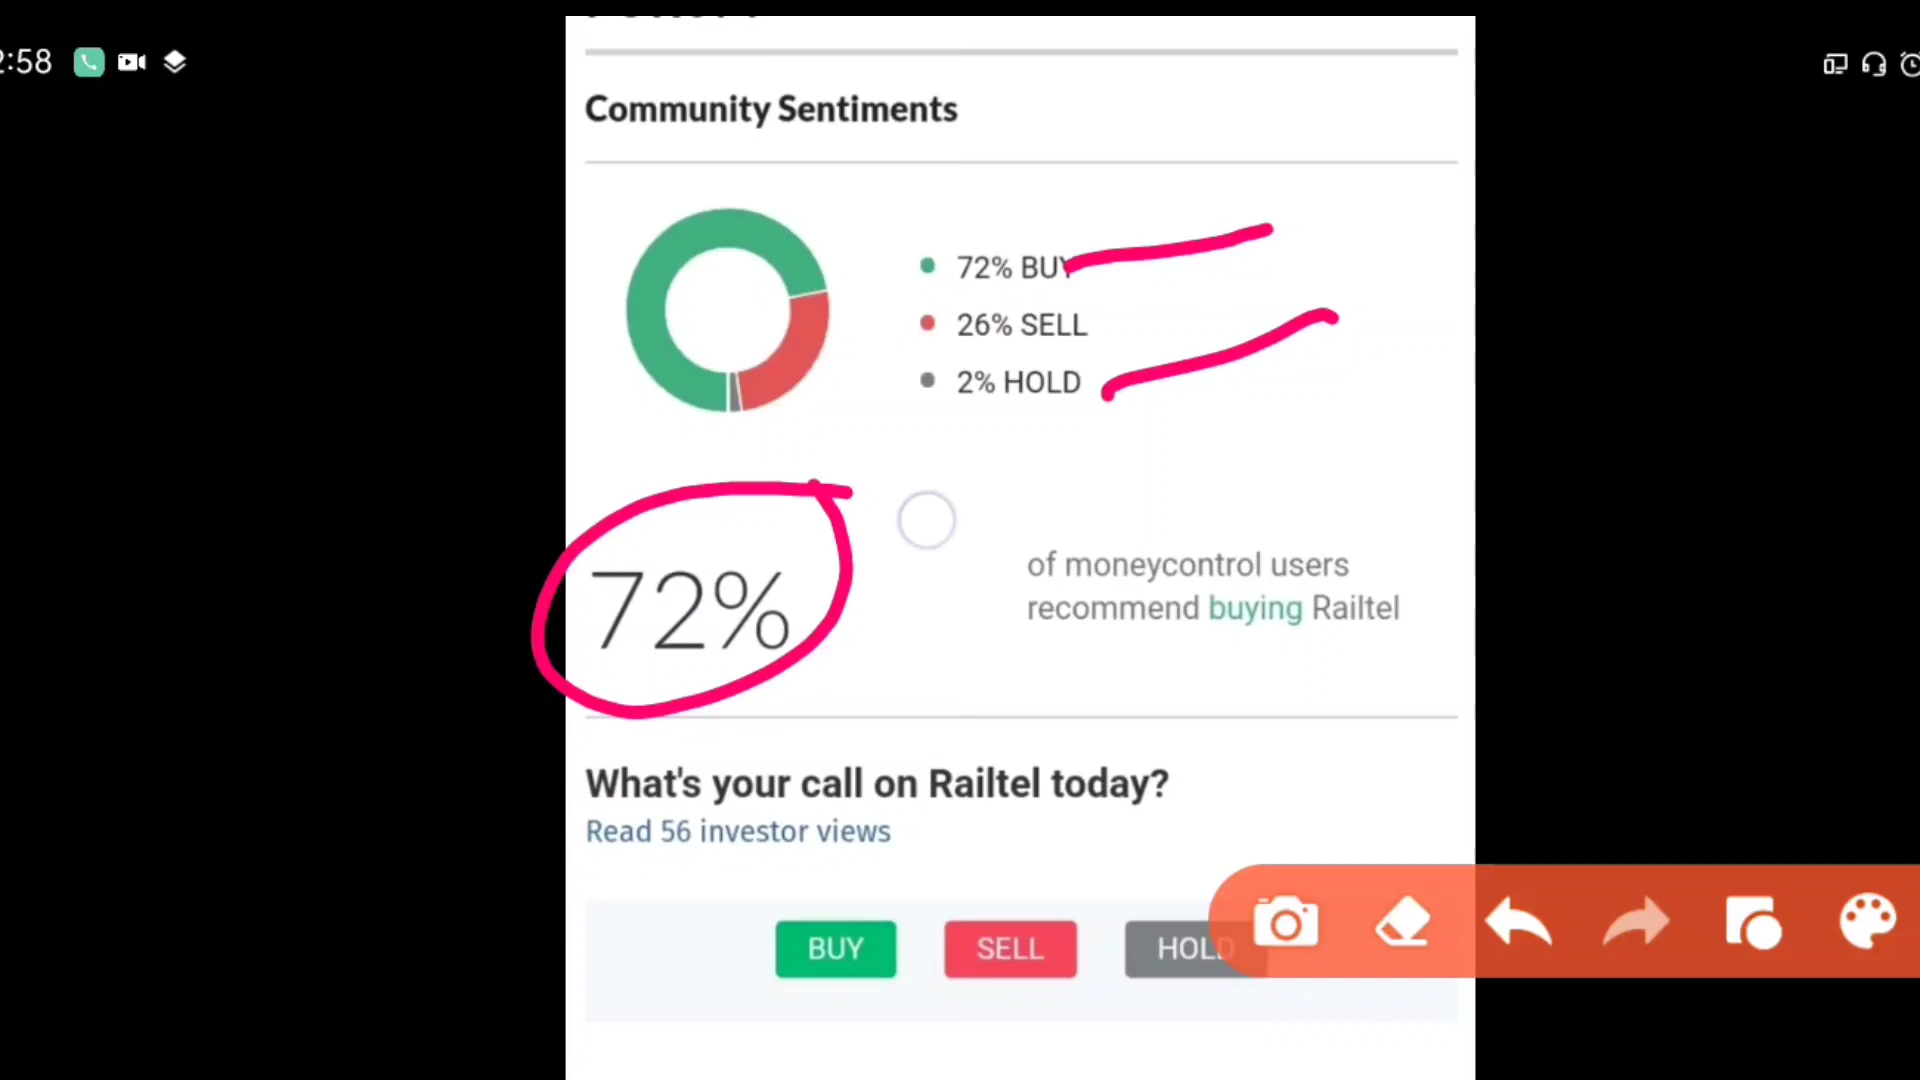 :58
Community Sentiments
72% BUY
26% SELL
2% HOLD
72%
of moneycontrol users
recommend buying Railtel
What's your call on Railtel today?
Read 56 investor views
BUY
SELL
HOLD